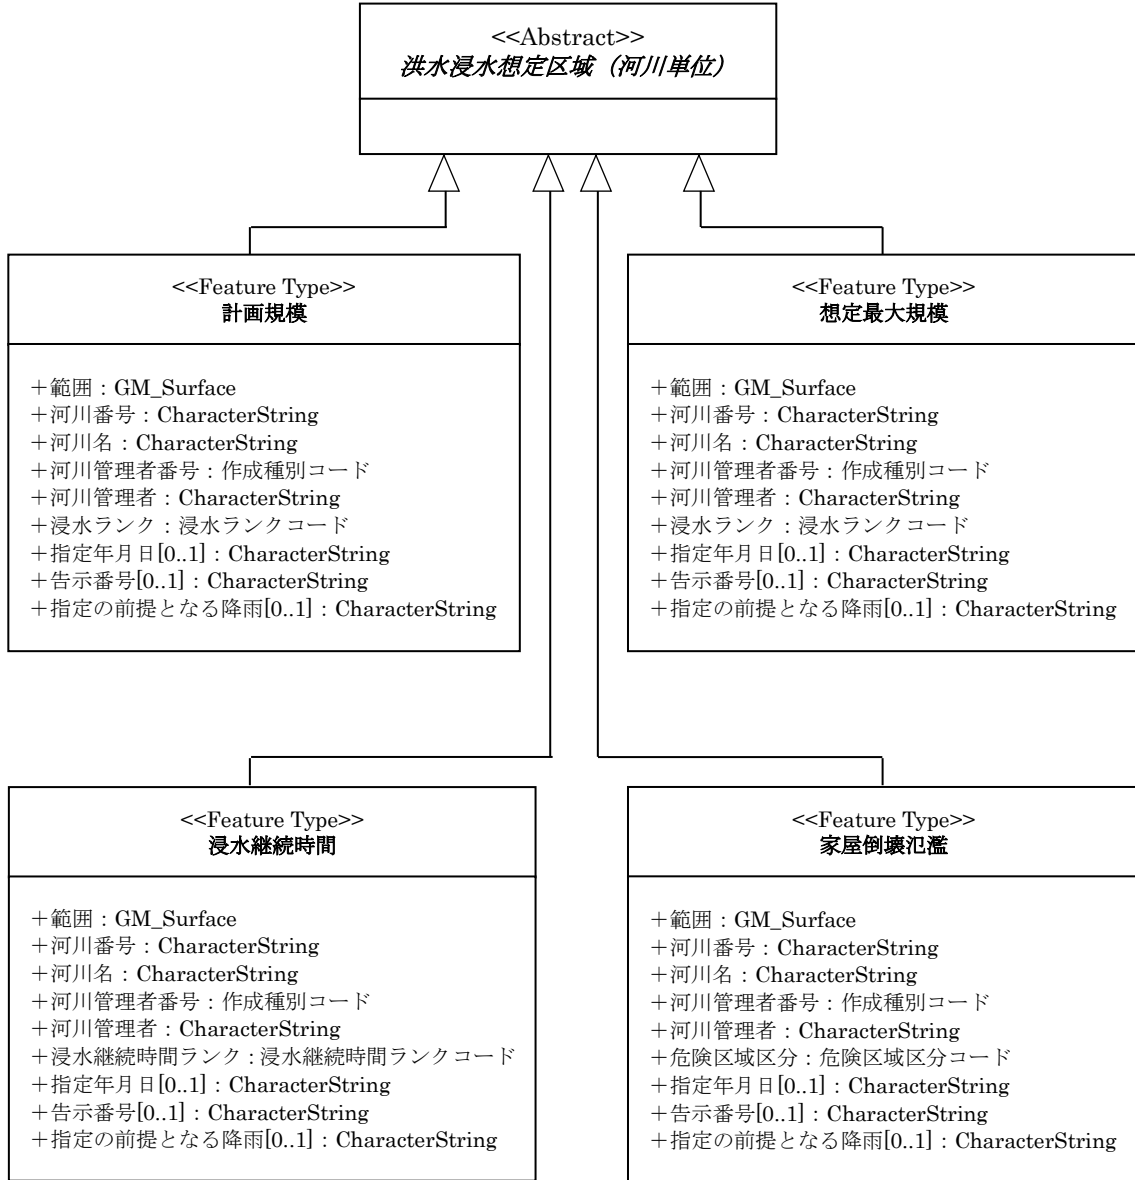 <<Abstract>>
洪水浸水想定区域（河川単位）
<<Feature Type>>
計画規模
＋範囲：GM_Surface
＋河川番号：CharacterString
＋河川名：CharacterString
＋河川管理者番号：作成種別コード
＋河川管理者：CharacterString
＋浸水ランク：浸水ランクコード
＋指定年月日[0..1]：CharacterString
＋告示番号[0..1]：CharacterString
＋指定の前提となる降雨[0..1]：CharacterString
<<Feature Type>>
想定最大規模
＋範囲：GM_Surface
＋河川番号：CharacterString
＋河川名：CharacterString
＋河川管理者番号：作成種別コード
＋河川管理者：CharacterString
＋浸水ランク：浸水ランクコード
＋指定年月日[0..1]：CharacterString
＋告示番号[0..1]：CharacterString
＋指定の前提となる降雨[0..1]：CharacterString
<<Feature Type>>
浸水継続時間
＋範囲：GM_Surface
＋河川番号：CharacterString
＋河川名：CharacterString
＋河川管理者番号：作成種別コード
＋河川管理者：CharacterString
＋浸水継続時間ランク：浸水継続時間ランクコード
＋指定年月日[0..1]：CharacterString
＋告示番号[0..1]：CharacterString
＋指定の前提となる降雨[0..1]：CharacterString
<<Feature Type>>
家屋倒壊氾濫
＋範囲：GM_Surface
＋河川番号：CharacterString
＋河川名：CharacterString
＋河川管理者番号：作成種別コード
＋河川管理者：CharacterString
＋危険区域区分：危険区域区分コード
＋指定年月日[0..1]：CharacterString
＋告示番号[0..1]：CharacterString
＋指定の前提となる降雨[0..1]：CharacterString